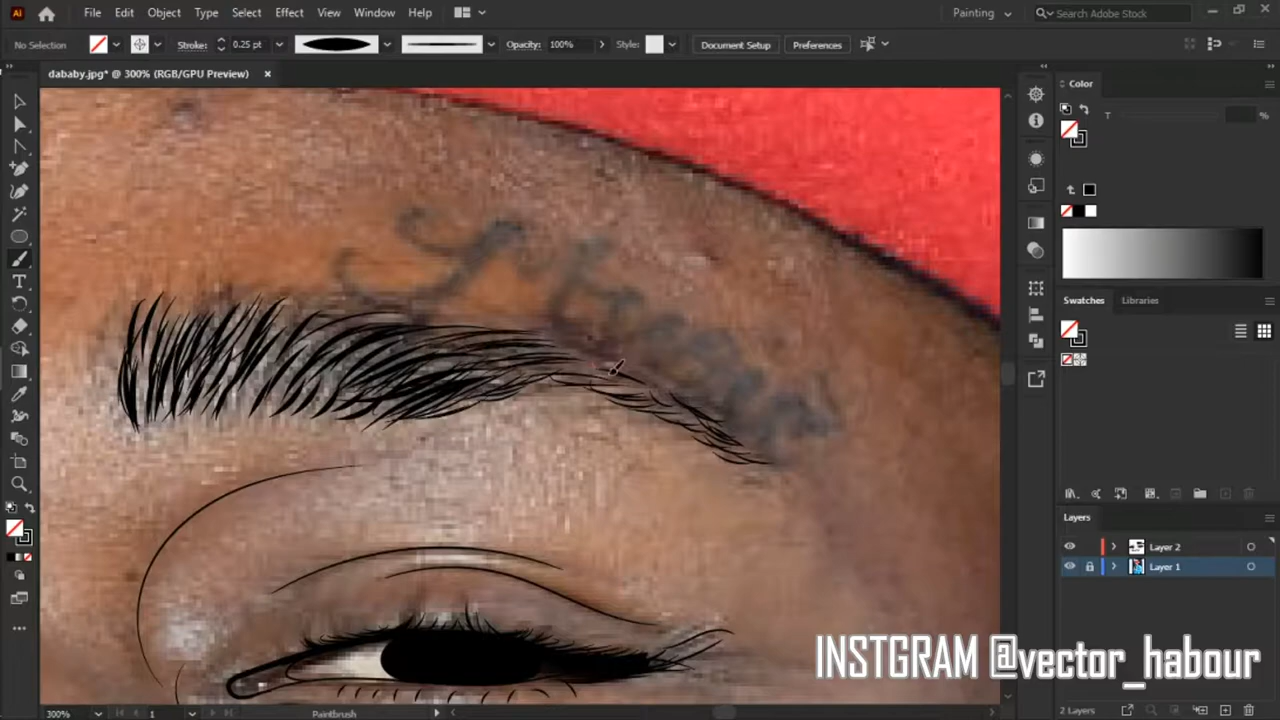 Ai File Edit Object Type Select Effect View Window Help Painting Search Adobe Stock
No Selection Stroke: 0.25 pt Opacity: 100% Style: Document Setup Preferences
dababy.jpg* @ 300% (RGB/GPU Preview)
Color
T %
Swatches Libraries
Layers
Layer 2
Layer 1
INSTGRAM @vector_habour
300% 1 Paintbrush 2 Layers